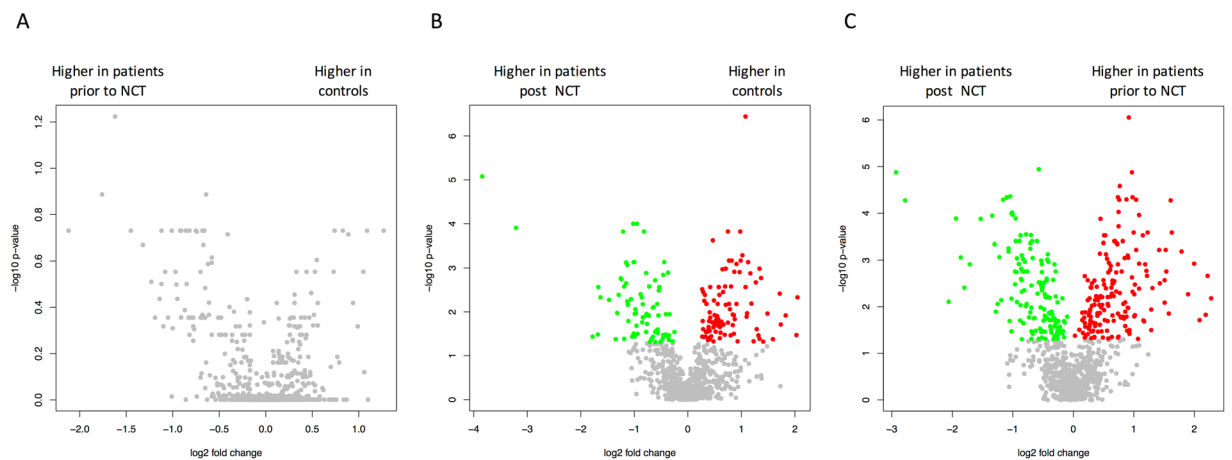 A
B
C
Higher in patients
prior to NCT
Higher in
controls
Higher in patients
post NCT
Higher in
controls
Higher in patients
post NCT
Higher in patients
prior to NCT
−log10 p−value
1.2
1.0
0.8
0.6
0.4
0.2
0.0
−2.0
−1.5
−1.0
−0.5
0.0
0.5
1.0
log2 fold change
−log10 p−value
6
5
4
3
2
1
0
−4
−3
−2
−1
0
1
2
log2 fold change
−log10 p−value
6
5
4
3
2
1
0
−3
−2
−1
0
1
2
log2 fold change